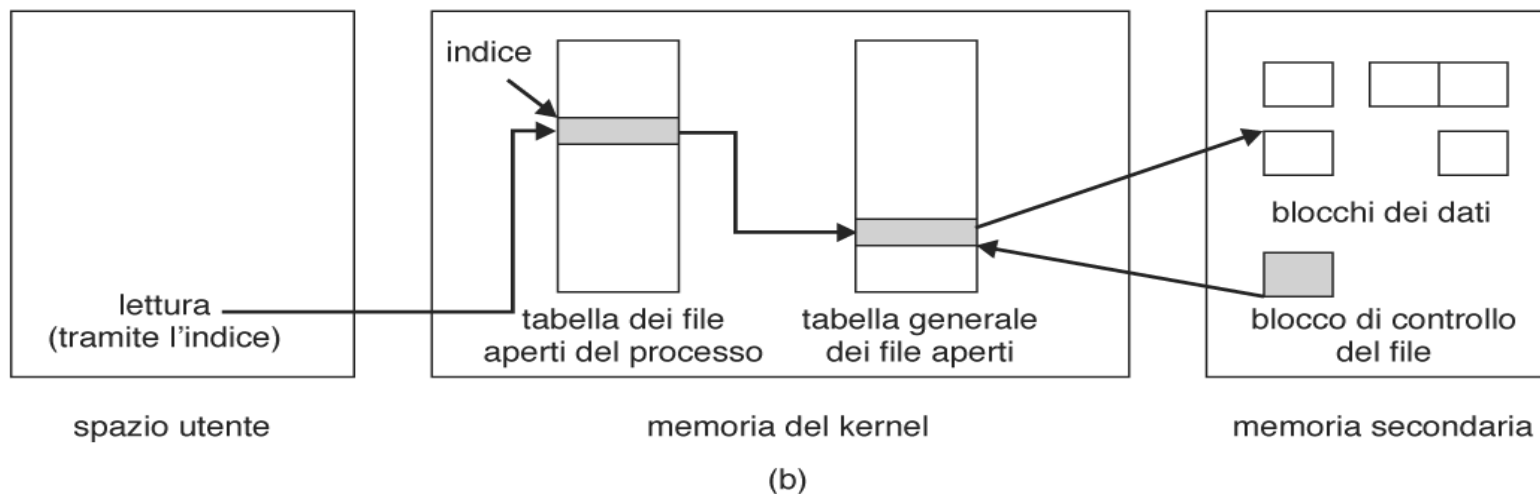 indice
lettura
(tramite l'indice)
tabella dei file
aperti del processo
tabella generale
dei file aperti
blocchi dei dati
blocco di controllo
del file
spazio utente
memoria del kernel
memoria secondaria
(b)